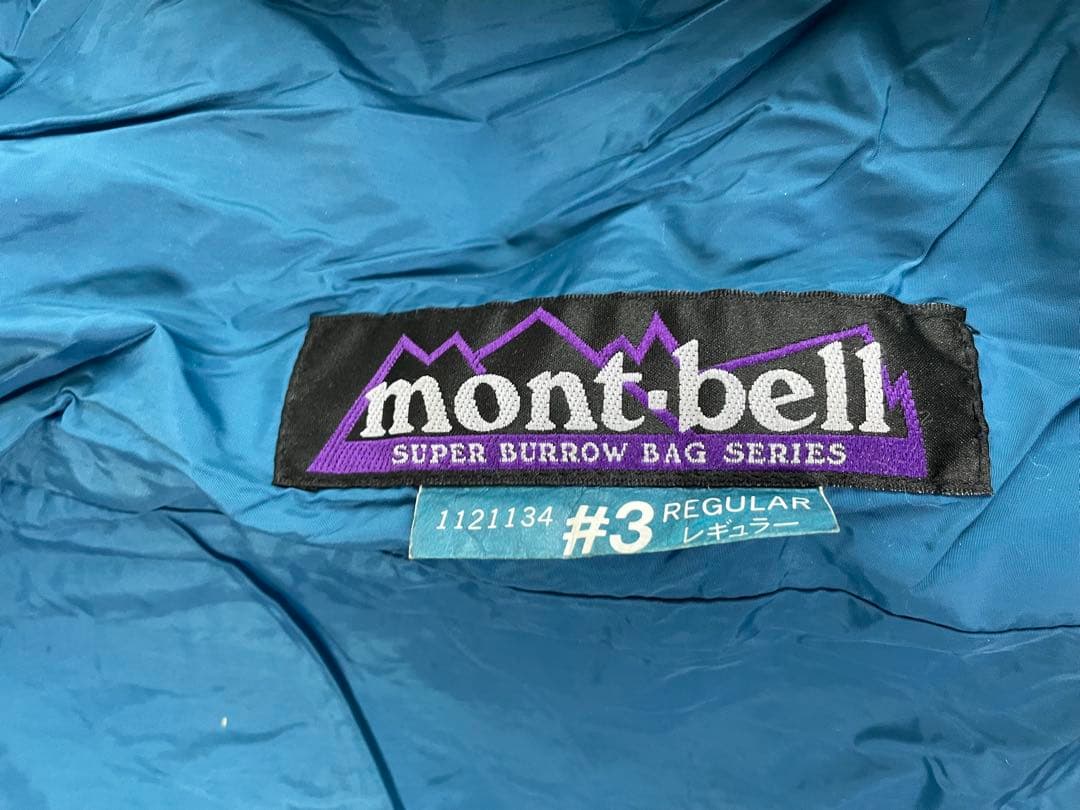 mont-bell
SUPER BURROW BAG SERIES
1121134 #3 REGULAR
レギュラー